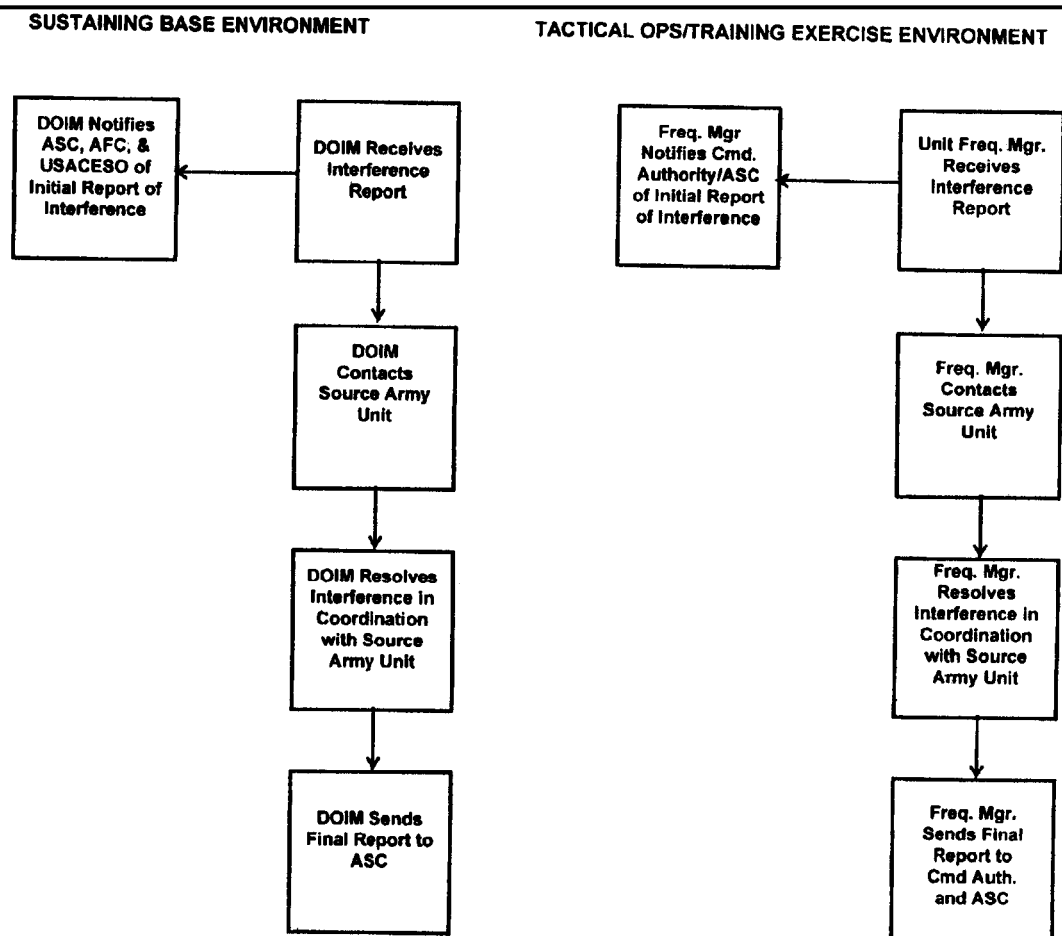 SUSTAINING BASE ENVIRONMENT
DOIM Notifies
ASC, AFC, &
USACESO of
Initial Report of
Interference
DOIM Receives
Interference
Report
DOIM
Contacts
Source Army
Unit
DOIM Resolves
Interference in
Coordination
with Source
Army Unit
DOIM Sends
Final Report to
ASC
TACTICAL OPS/TRAINING EXERCISE ENVIRONMENT
Freq. Mgr
Notifies Cmd.
Authority/ASC
of Initial Report
of Interference
Unit Freq. Mgr.
Receives
Interference
Report
Freq. Mgr.
Contacts
Source Army
Unit
Freq. Mgr.
Resolves
Interference in
Coordination
with Source
Army Unit
Freq. Mgr.
Sends Final
Report to
Cmd Auth.
and ASC